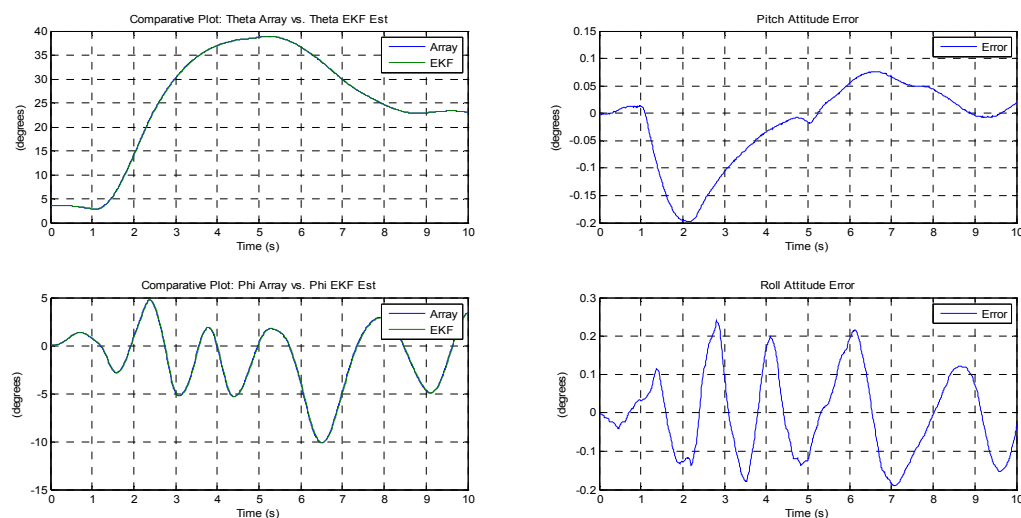 Comparative Plot: Theta Array vs. Theta EKF Est
40
35
30
25
20
15
10
5
0
0 1 2 3 4 5 6 7 8 9 10
(degrees)
Time (s)
Array
EKF
Pitch Attitude Error
0.15
0.1
0.05
0
-0.05
-0.1
-0.15
-0.2
0 1 2 3 4 5 6 7 8 9 10
(degrees)
Time (s)
Error
Comparative Plot: Phi Array vs. Phi EKF Est
5
0
-5
-10
-15
0 1 2 3 4 5 6 7 8 9 10
(degrees)
Time (s)
Array
EKF
Roll Attitude Error
0.3
0.2
0.1
0
-0.1
-0.2
0 1 2 3 4 5 6 7 8 9 10
(degrees)
Time (s)
Error